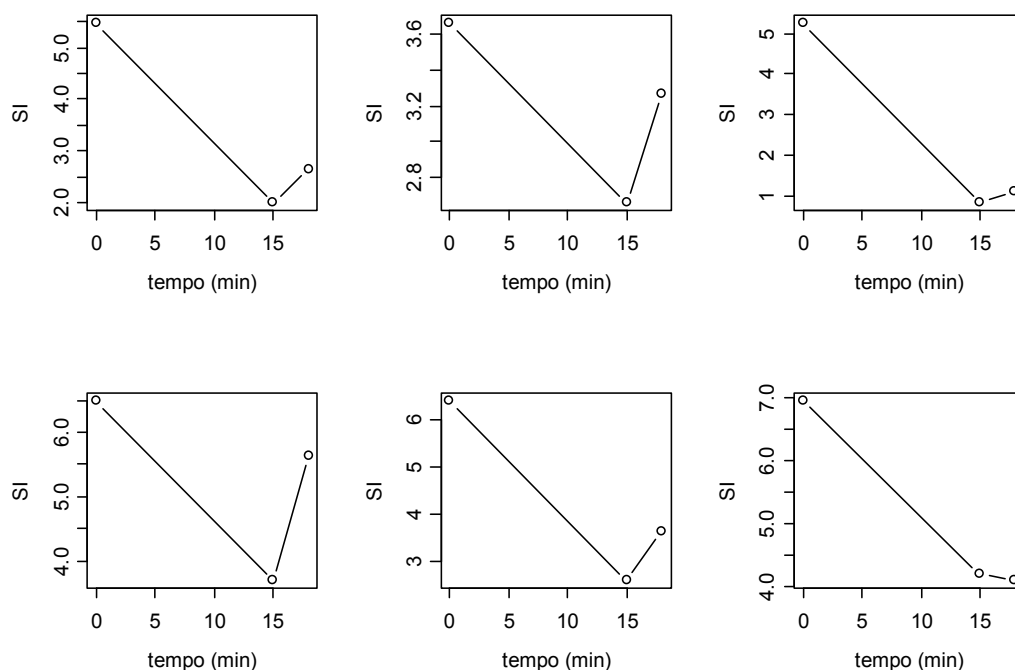 SI
2.0 3.0 4.0 5.0
0 5 10 15
tempo (min)
SI
2.8 3.2 3.6
0 5 10 15
tempo (min)
SI
1 2 3 4 5
0 5 10 15
tempo (min)
SI
4.0 5.0 6.0
0 5 10 15
tempo (min)
SI
3 4 5 6
0 5 10 15
tempo (min)
SI
4.0 5.0 6.0 7.0
0 5 10 15
tempo (min)